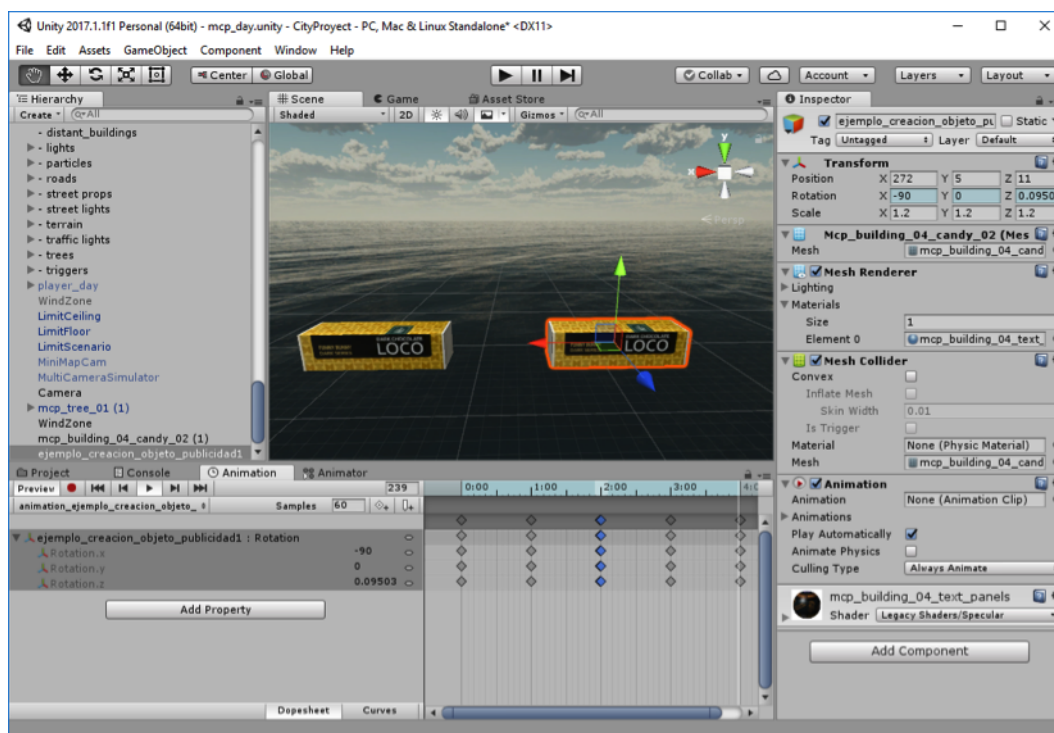 Unity 2017.1.1f1 Personal (64bit) - mcp_day.unity - CityProyect - PC, Mac & Linux Standalone* <DX11>
File Edit Assets GameObject Component Window Help
Center Global Collab Account Layers Layout
Hierarchy
Create All
- distant_buildings
- lights
- particles
- roads
- street props
- street lights
- terrain
- traffic lights
- trees
- triggers
player_day
WindZone
LimitCeiling
LimitFloor
LimitScenario
MiniMapCam
MultiCameraSimulator
Camera
mcp_tree_01 (1)
WindZone
mcp_building_04_candy_02 (1)
ejemplo_creacion_objeto_publicidad1
Scene Game Asset Store
Shaded 2D Gizmos All
y
x
Persp
DARK CHOCOLATE
LOCO
DARK CHOCOLATE
LOCO
Inspector
ejemplo_creacion_objeto_pu Static
Tag Untagged Layer Default
Transform
Position X 272 Y 5 Z 11
Rotation X -90 Y 0 Z 0.0950
Scale X 1.2 Y 1.2 Z 1.2
Mcp_building_04_candy_02 (Mes
Mesh mcp_building_04_cand
Mesh Renderer
Lighting
Materials
Size 1
Element 0 mcp_building_04_text_
Mesh Collider
Convex
Inflate Mesh
Skin Width 0.01
Is Trigger
Material None (Physic Material)
Mesh mcp_building_04_cand
Animation
Animation None (Animation Clip)
Animations
Play Automatically
Animate Physics
Culling Type Always Animate
mcp_building_04_text_panels
Shader Legacy Shaders/Specular
Add Component
Project Console Animation Animator
Preview 239 0:00 1:00 2:00 3:00 4:0
animation_ejemplo_creacion_objeto_ Samples 60
ejemplo_creacion_objeto_publicidad1 : Rotation
Rotation.x -90
Rotation.y 0
Rotation.z 0.09503
Add Property
Dopesheet Curves